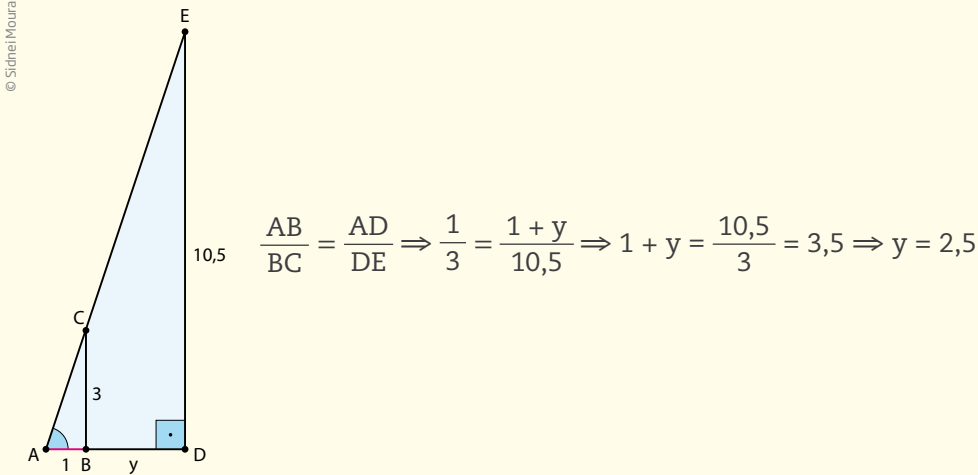 © Sidnei Moura
E
10,5
C
3
A
1
B
y
D
AB/BC = AD/DE ⇒ 1/3 = 1 + y/10,5 ⇒ 1 + y = 10,5/3 = 3,5 ⇒ y = 2,5